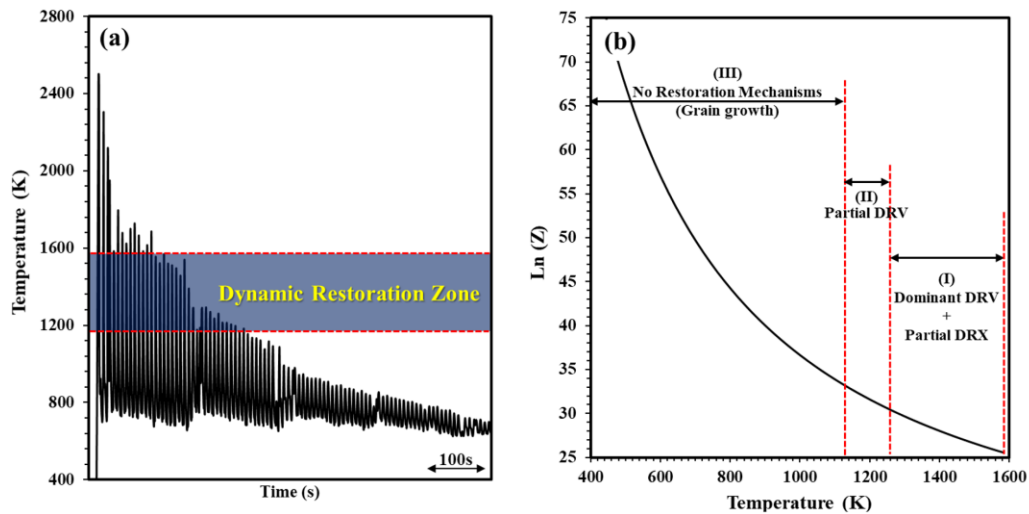 (a)
Temperature (K)
2800
2400
2000
1600
1200
800
400
Dynamic Restoration Zone
100s
Time (s)
(b)
Ln (Z)
75
70
65
60
55
50
45
40
35
30
25
(III)
No Restoration Mechanisms
(Grain growth)
(II)
Partial DRV
(I)
Dominant DRV
+
Partial DRX
400 600 800 1000 1200 1400 1600
Temperature (K)